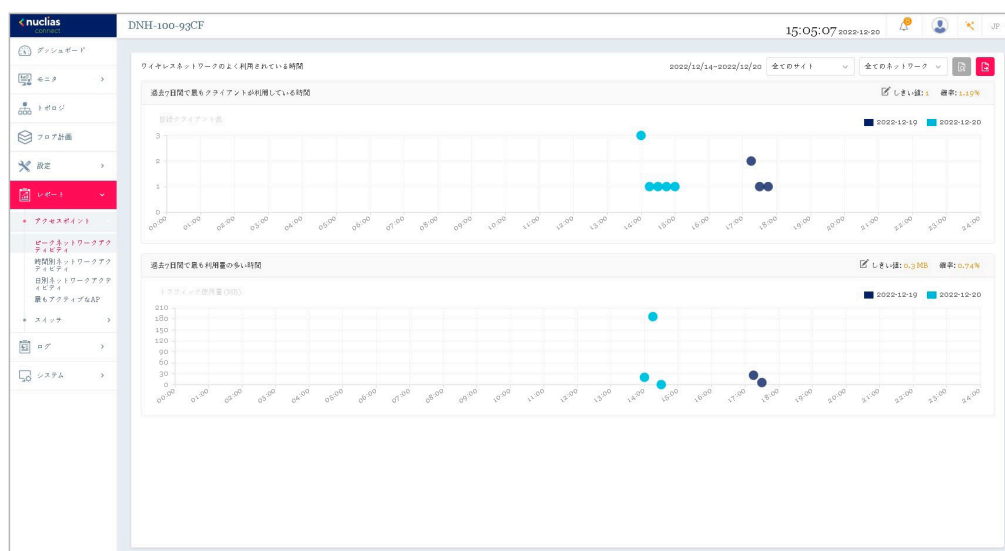 nuclias
connect
DNH-100-93CF
15:05:07 2022-12-20
JP
ダッシュボード
モニタ
トポロジ
フロア計画
設定
レポート
アクセスポイント
ピークネットワークアク
ティビティ
時間別ネットワークアク
ティビティ
日別ネットワークアクテ
ィビティ
最もアクティブなAP
スイッチ
ログ
システム
ワイヤレスネットワークのよく利用されている時間
2022/12/14~2022/12/20 全てのサイト 全てのネットワーク
過去7日間で最もクライアントが利用している時間
しきい値: 1 確率: 1.19%
2022-12-19 2022-12-20
3
2
1
0
00:00 01:00 02:00 03:00 04:00 05:00 06:00 07:00 08:00 09:00 10:00 11:00 12:00 13:00 14:00 15:00 16:00 17:00 18:00 19:00 20:00 21:00 22:00 23:00 24:00
過去7日間で最も利用量の多い時間
しきい値: 0.3 MB 確率: 0.74%
トラフィック使用量 (MB)
2022-12-19 2022-12-20
210
180
150
120
90
60
30
0
00:00 01:00 02:00 03:00 04:00 05:00 06:00 07:00 08:00 09:00 10:00 11:00 12:00 13:00 14:00 15:00 16:00 17:00 18:00 19:00 20:00 21:00 22:00 23:00 24:00